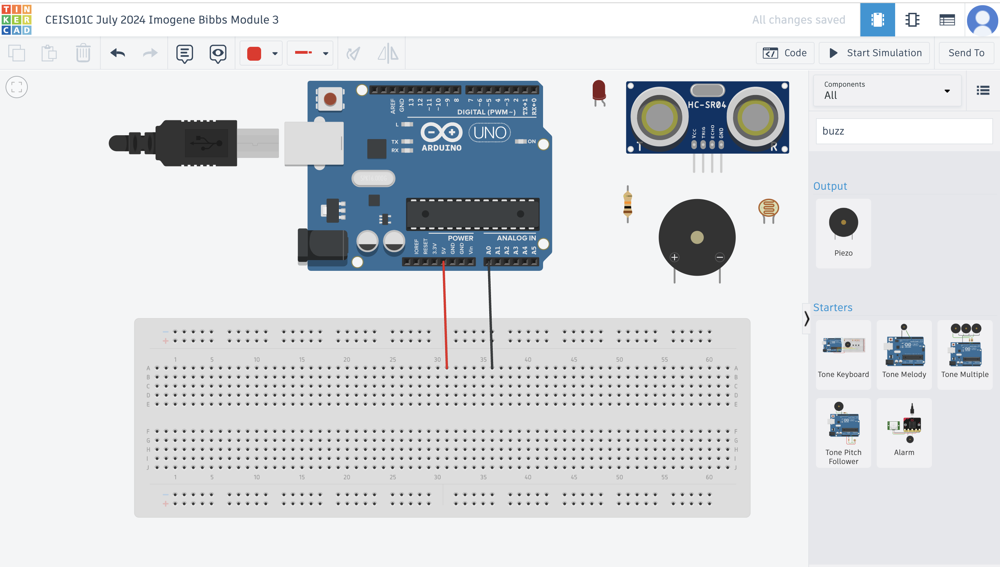 TINKERCAD
CEIS101C July 2024 Imogene Bibbs Module 3
All changes saved
Code
Start Simulation
Send To
Components
All
buzz
Output
Piezo
Starters
Tone Keyboard
Tone Melody
Tone Multiple
Tone Pitch
Follower
Alarm
AREF
GND
13
12
~11
~10
~9
8
7
~6
~5
4
~3
2
TX→1
RX←0
DIGITAL (PWM~)
L
TX
RX
ARDUINO
UNO
ON
SPK16.000G
POWER
ANALOG IN
IOREF
RESET
3.3V
5V
GND
GND
Vin
A0
A1
A2
A3
A4
A5
HC-SR04
VCC
TRIG
ECHO
GND
T
R
+ −
−
+
1 5 10 15 20 25 30 35 40 45 50 55 60
A A
B B
C C
D D
E E
F F
G G
H H
I I
J J
1 5 10 15 20 25 30 35 40 45 50 55 60
−
+